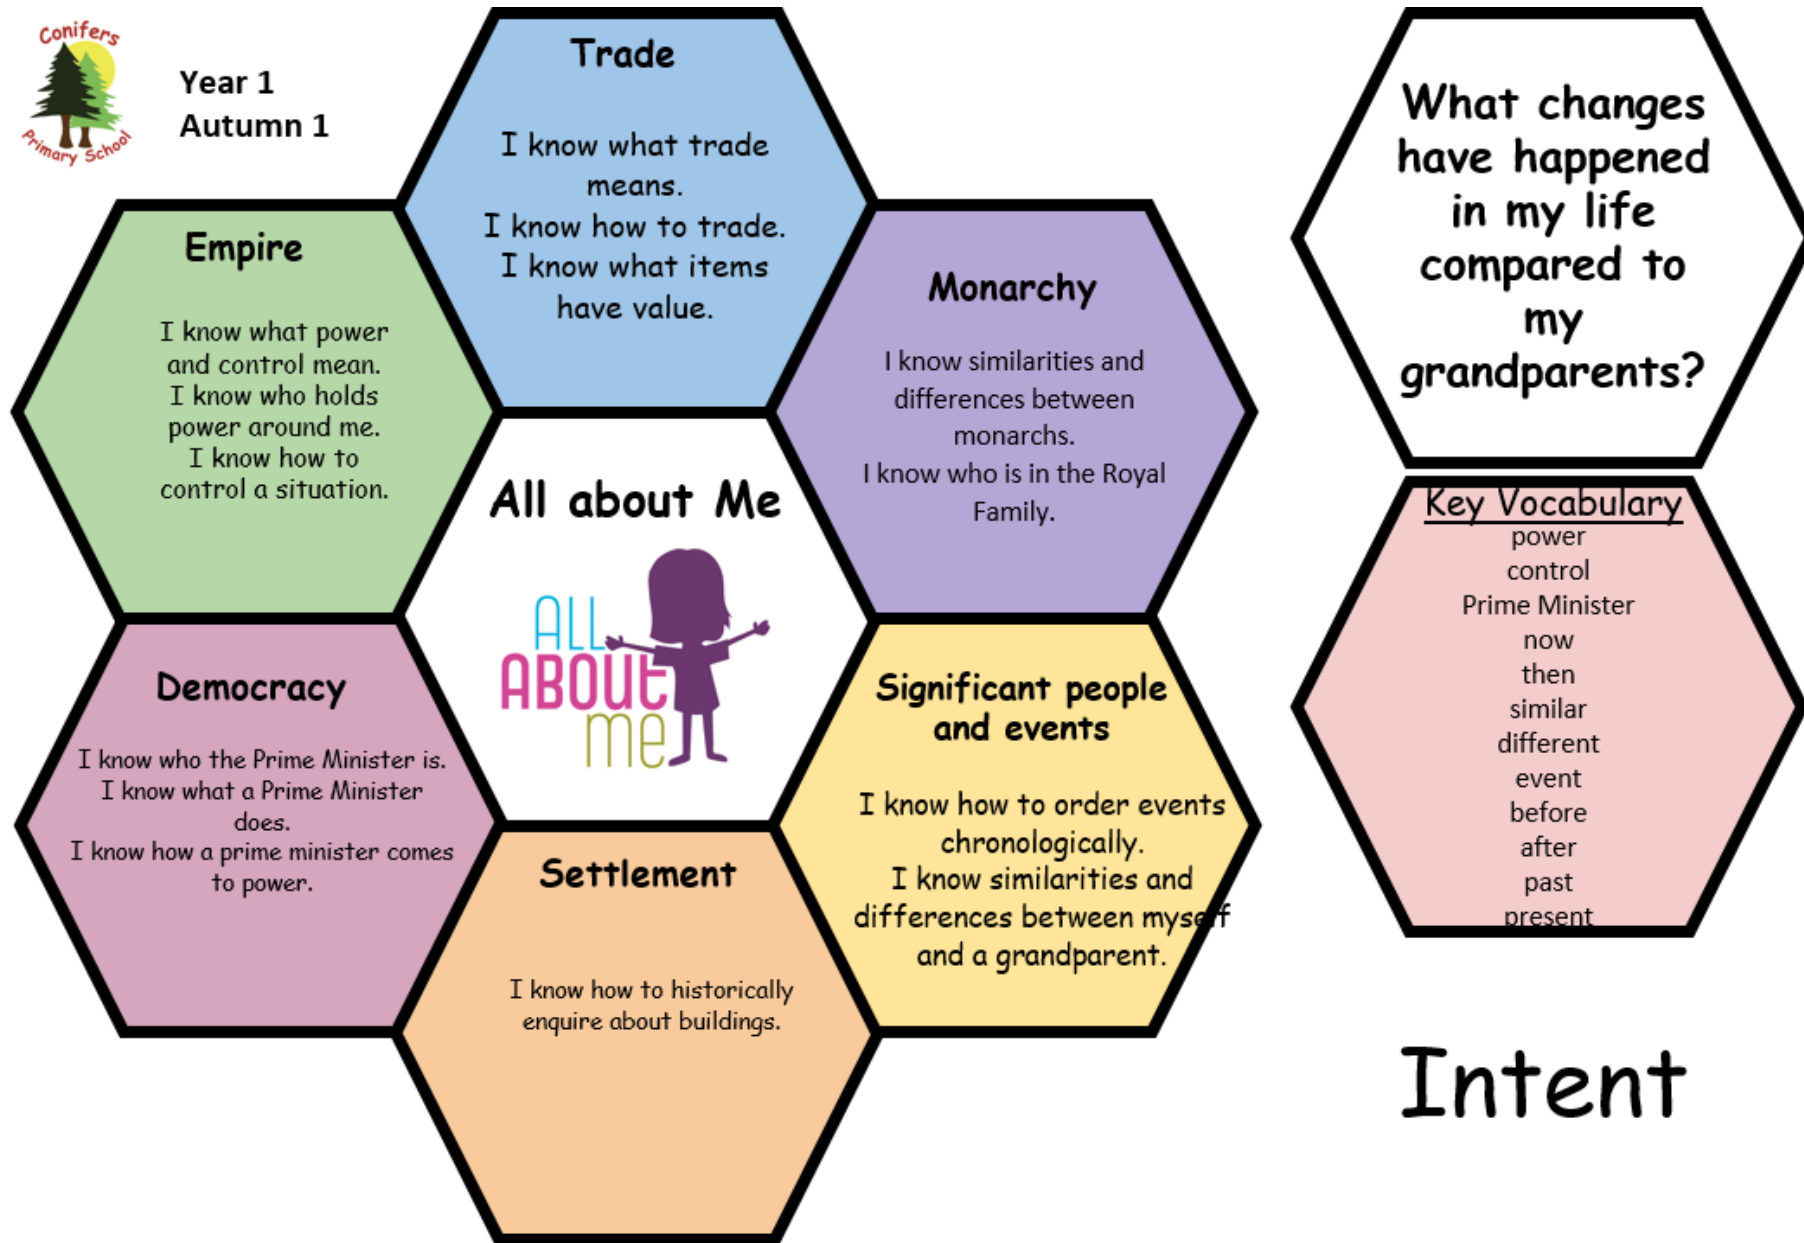 Conifers
Primary School
Year 1
Autumn 1
Trade
I know what trade
means.
I know how to trade.
I know what items
have value.
Empire
I know what power
and control mean.
I know who holds
power around me.
I know how to
control a situation.
Monarchy
I know similarities and
differences between
monarchs.
I know who is in the Royal
Family.
All about Me
ALL
ABOUT
me
Democracy
I know who the Prime Minister is.
I know what a Prime Minister
does.
I know how a prime minister comes
to power.
Significant people
and events
I know how to order events
chronologically.
I know similarities and
differences between myself
and a grandparent.
Settlement
I know how to historically
enquire about buildings.
What changes
have happened
in my life
compared to
my
grandparents?
Key Vocabulary
power
control
Prime Minister
now
then
similar
different
event
before
after
past
present
Intent